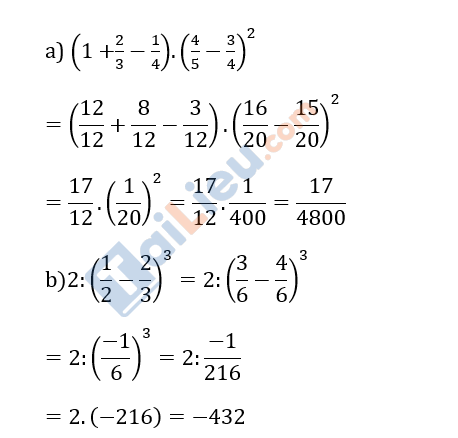 a) (1 + 2/3 − 1/4) . (4/5 − 3/4)²
= (12/12 + 8/12 − 3/12) . (16/20 − 15/20)²
= 17/12 . (1/20)² = 17/12 . 1/400 = 17/4800
b) 2: (1/2 − 2/3)³ = 2: (3/6 − 4/6)³
= 2: (−1/6)³ = 2: −1/216
= 2. (−216) = −432
TaiLieu.com